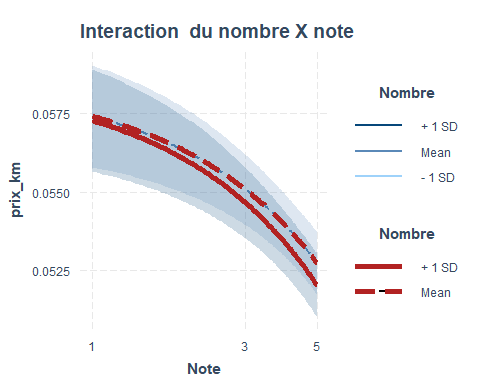 Interaction du nombre X note
prix_km
0.0575
0.0550
0.0525
1
3
5
Note
Nombre
+ 1 SD
Mean
- 1 SD
Nombre
+ 1 SD
Mean